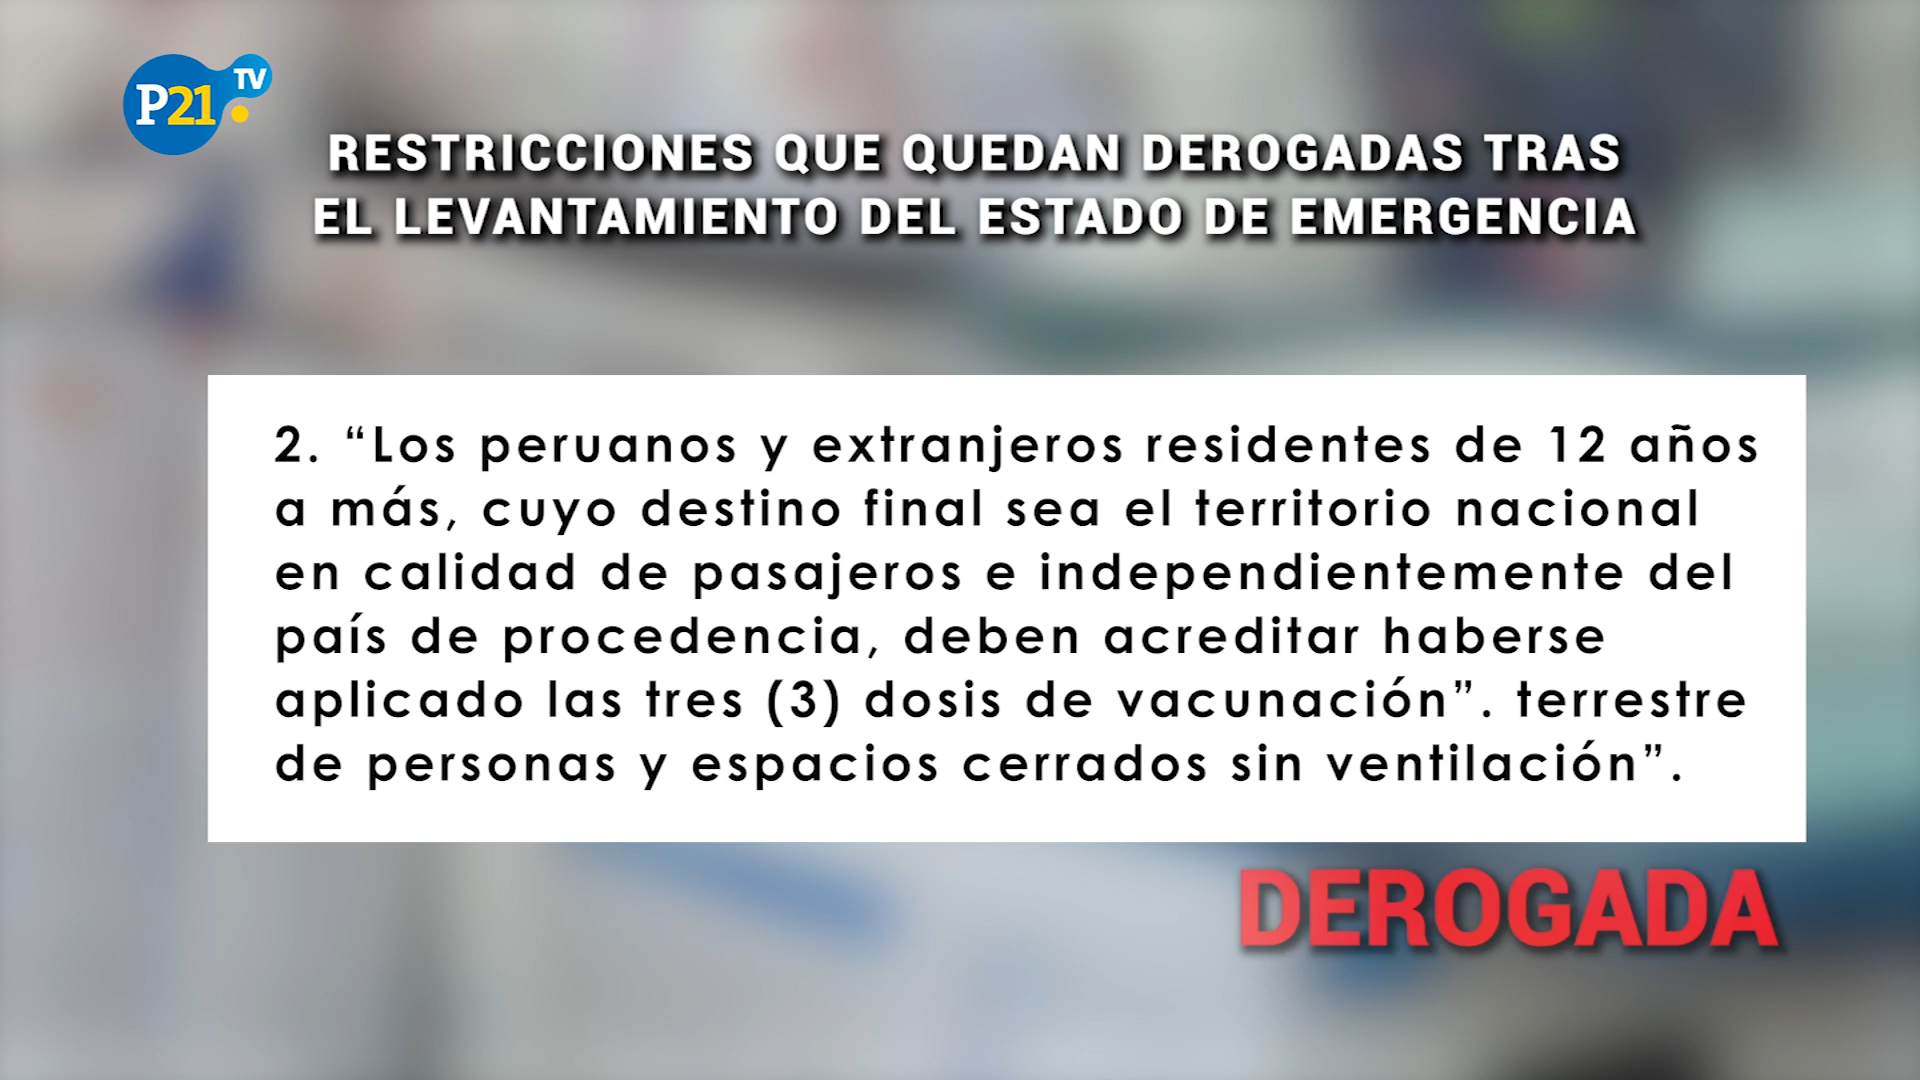 P21.TV
RESTRICCIONES QUE QUEDAN DEROGADAS TRAS
EL LEVANTAMIENTO DEL ESTADO DE EMERGENCIA
2. “Los peruanos y extranjeros residentes de 12 años
a más, cuyo destino final sea el territorio nacional
en calidad de pasajeros e independientemente del
país de procedencia, deben acreditar haberse
aplicado las tres (3) dosis de vacunación”. terrestre
de personas y espacios cerrados sin ventilación”.
DEROGADA